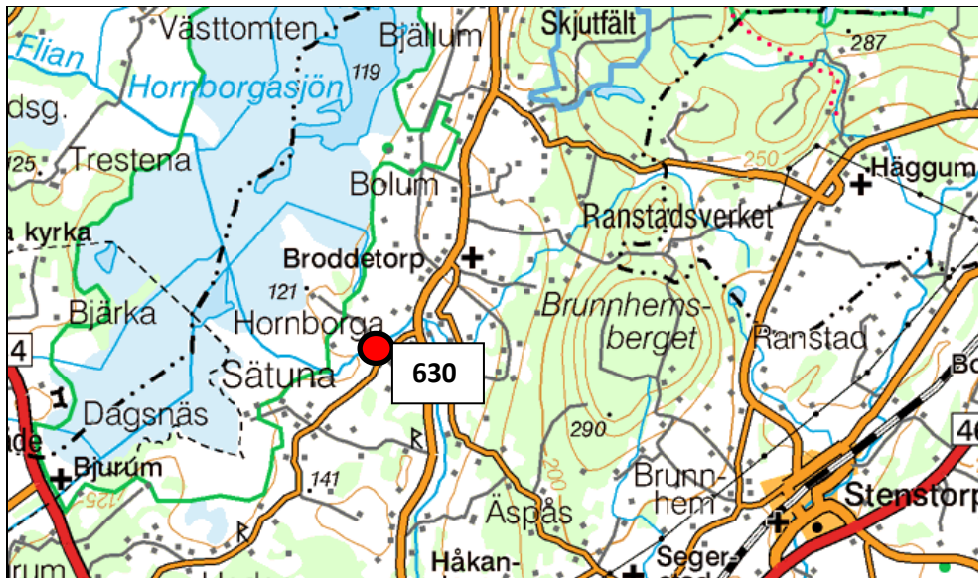 Västtomten
Bjällum
Skjutfält
287
Flian
119
Hornborgasjön
dsg.
125
Trestena
Bolum
250
Häggum
Ranstadsverket
a kyrka
Broddetorp
121
Brunnhems-
berget
Bjärka
Hornborga
Ranstad
4
630
Sätuna
Dagsnäs
R
290
Bjurum
125
141
200
Brunn-
hem
Stenstorp
Äspås
R
Håkan-
Seger-